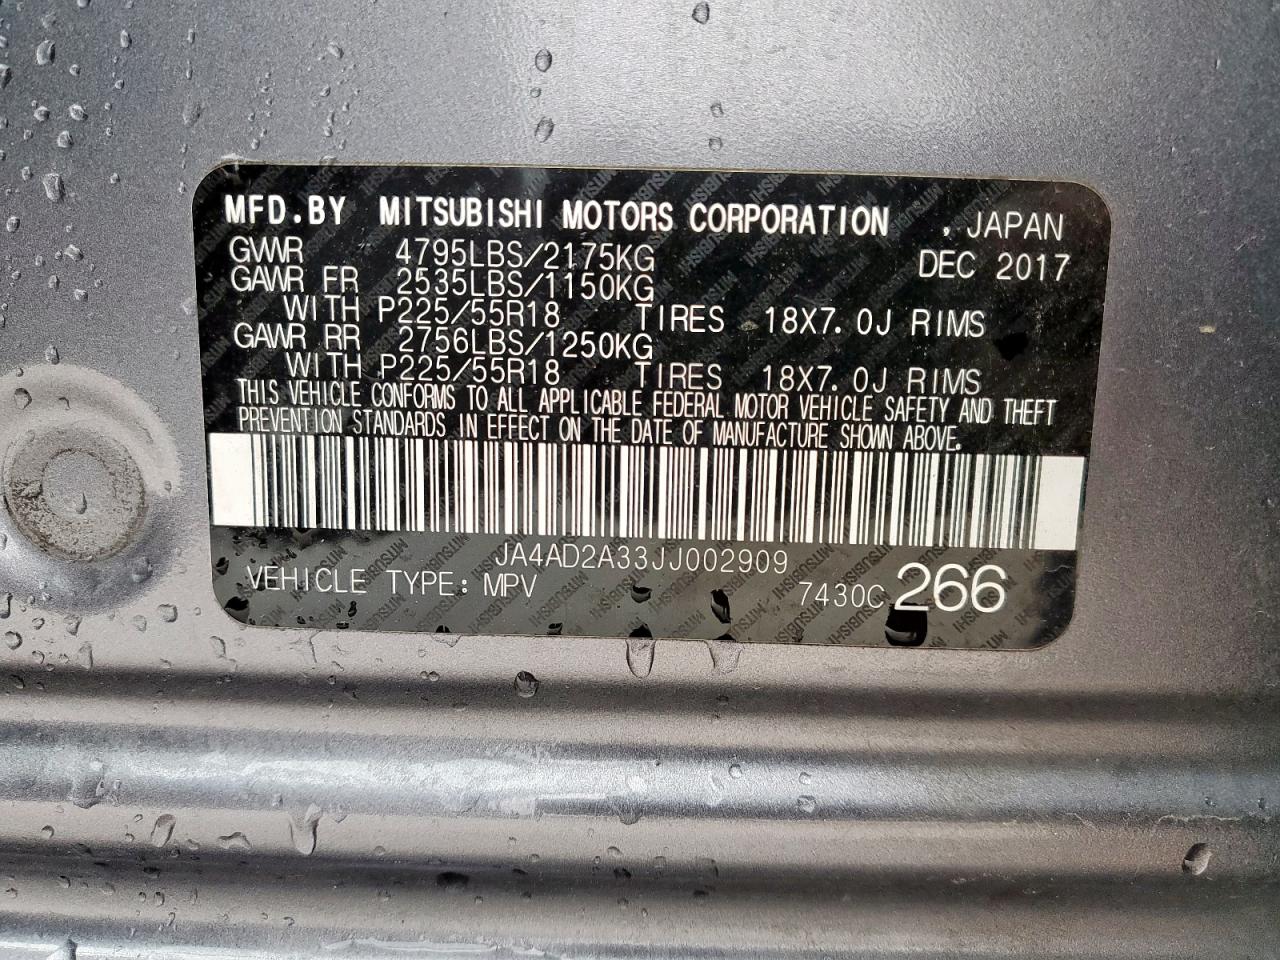 MFD.BY MITSUBISHI MOTORS CORPORATION , JAPAN
GVWR 4795LBS/2175KG DEC 2017
GAWR FR 2535LBS/1150KG
WITH P225/55R18 TIRES 18X7.0J RIMS
GAWR RR 2756LBS/1250KG
WITH P225/55R18 TIRES 18X7.0J RIMS
THIS VEHICLE CONFORMS TO ALL APPLICABLE FEDERAL MOTOR VEHICLE SAFETY AND THEFT
PREVENTION STANDARDS IN EFFECT ON THE DATE OF MANUFACTURE SHOWN ABOVE.
JA4AD2A33JJ002909
VEHICLE TYPE: MPV 7430C 266